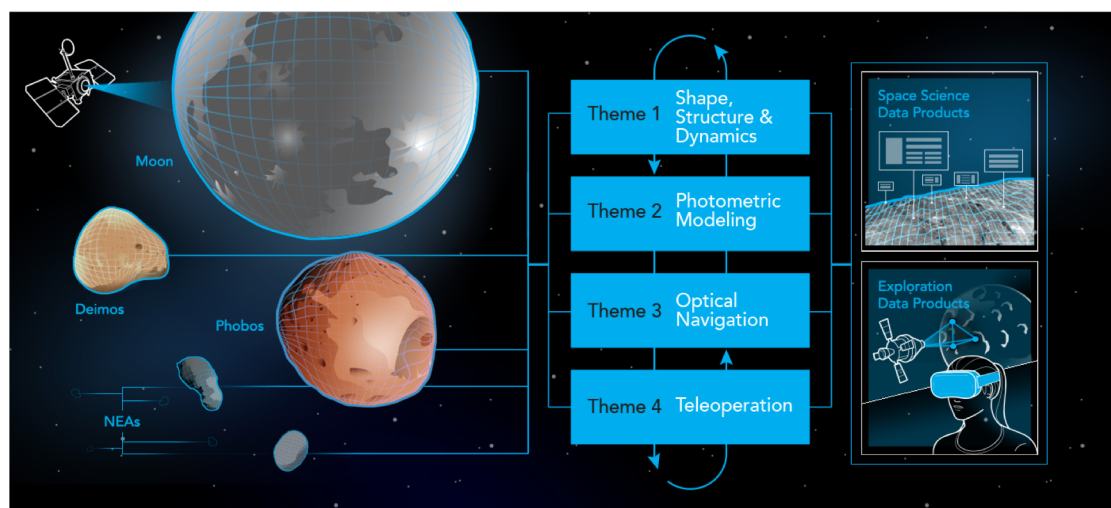 Moon
Deimos
Phobos
NEAs
Theme 1
Shape,
Structure &
Dynamics
Theme 2
Photometric
Modeling
Theme 3
Optical
Navigation
Theme 4
Teleoperation
Space Science
Data Products
Exploration
Data Products